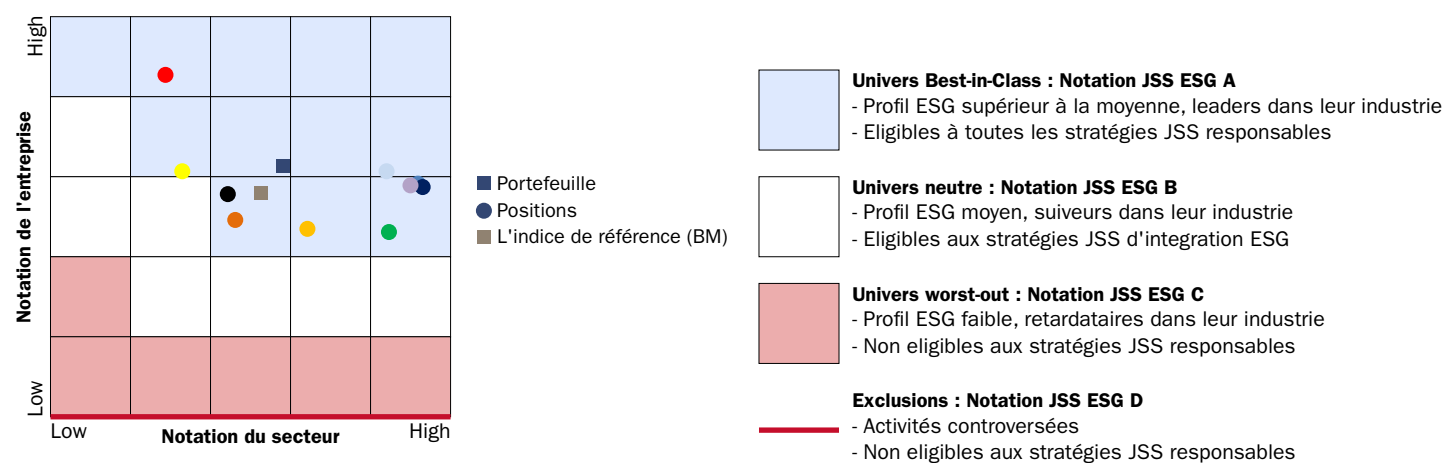 High
Notation de l'entreprise
Low
Low
Notation du secteur
High
Portefeuille
Positions
L'indice de référence (BM)
Univers Best-in-Class : Notation JSS ESG A
- Profil ESG supérieur à la moyenne, leaders dans leur industrie
- Eligibles à toutes les stratégies JSS responsables
Univers neutre : Notation JSS ESG B
- Profil ESG moyen, suiveurs dans leur industrie
- Eligibles aux stratégies JSS d'integration ESG
Univers worst-out : Notation JSS ESG C
- Profil ESG faible, retardataires dans leur industrie
- Non eligibles aux stratégies JSS responsables
Exclusions : Notation JSS ESG D
- Activités controversées
- Non eligibles aux stratégies JSS responsables